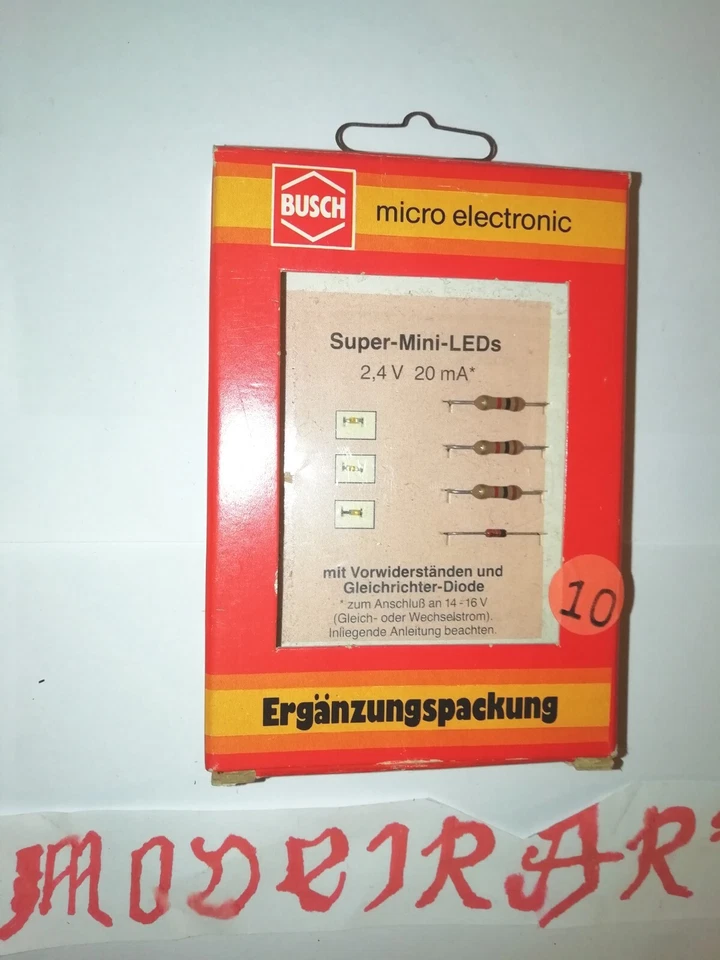 BUSCH
micro electronic
Super-Mini-LEDs
2,4 V 20 mA*
mit Vorwiderständen und
Gleichrichter-Diode
* zum Anschluß an 14 - 16 V
(Gleich- oder Wechselstrom).
Inliegende Anleitung beachten.
10
Ergänzungspackung